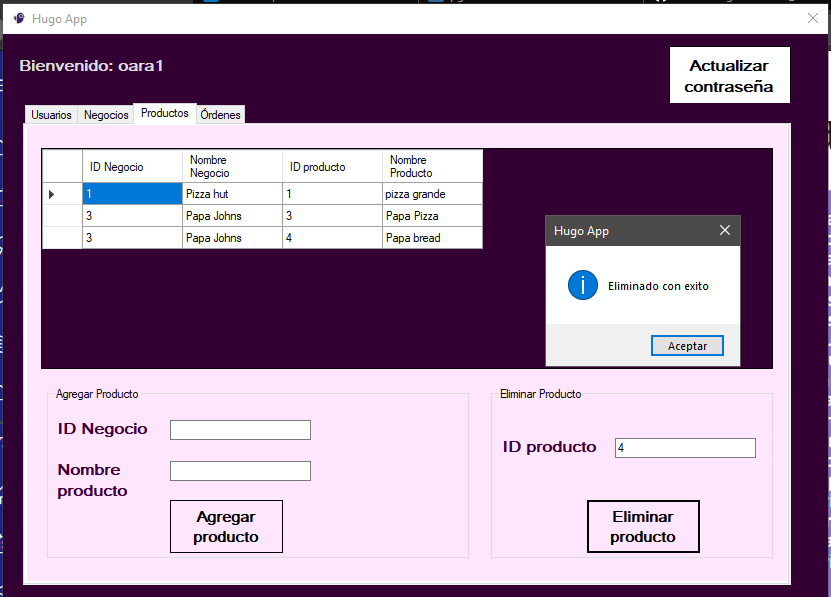 Hugo App
Bienvenido: oara1
Actualizar
contraseña
Usuarios Negocios Productos Órdenes
ID Negocio Nombre Negocio ID producto Nombre Producto
1 Pizza hut 1 pizza grande
3 Papa Johns 3 Papa Pizza
3 Papa Johns 4 Papa bread
Hugo App
Eliminado con exito
Aceptar
Agregar Producto
ID Negocio
Nombre
producto
Agregar
producto
Eliminar Producto
ID producto 4
Eliminar
producto